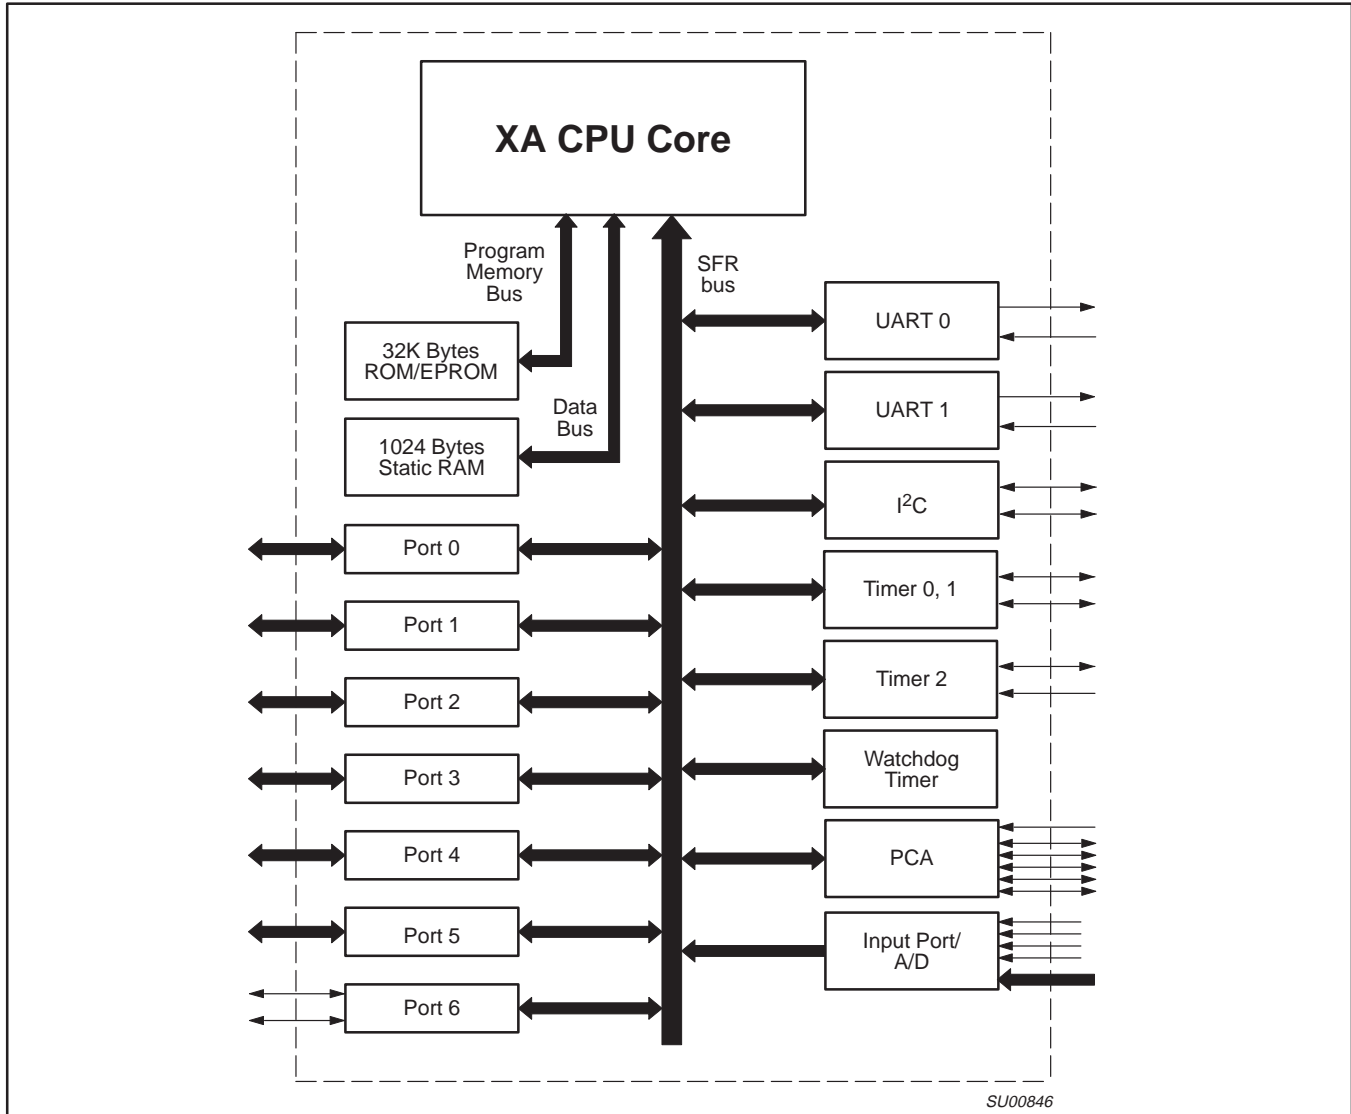 XA CPU Core
Program
Memory
Bus
SFR
bus
32K Bytes
ROM/EPROM
Data
Bus
1024 Bytes
Static RAM
Port 0
Port 1
Port 2
Port 3
Port 4
Port 5
Port 6
UART 0
UART 1
I²C
Timer 0, 1
Timer 2
Watchdog
Timer
PCA
Input Port/
A/D
SU00846